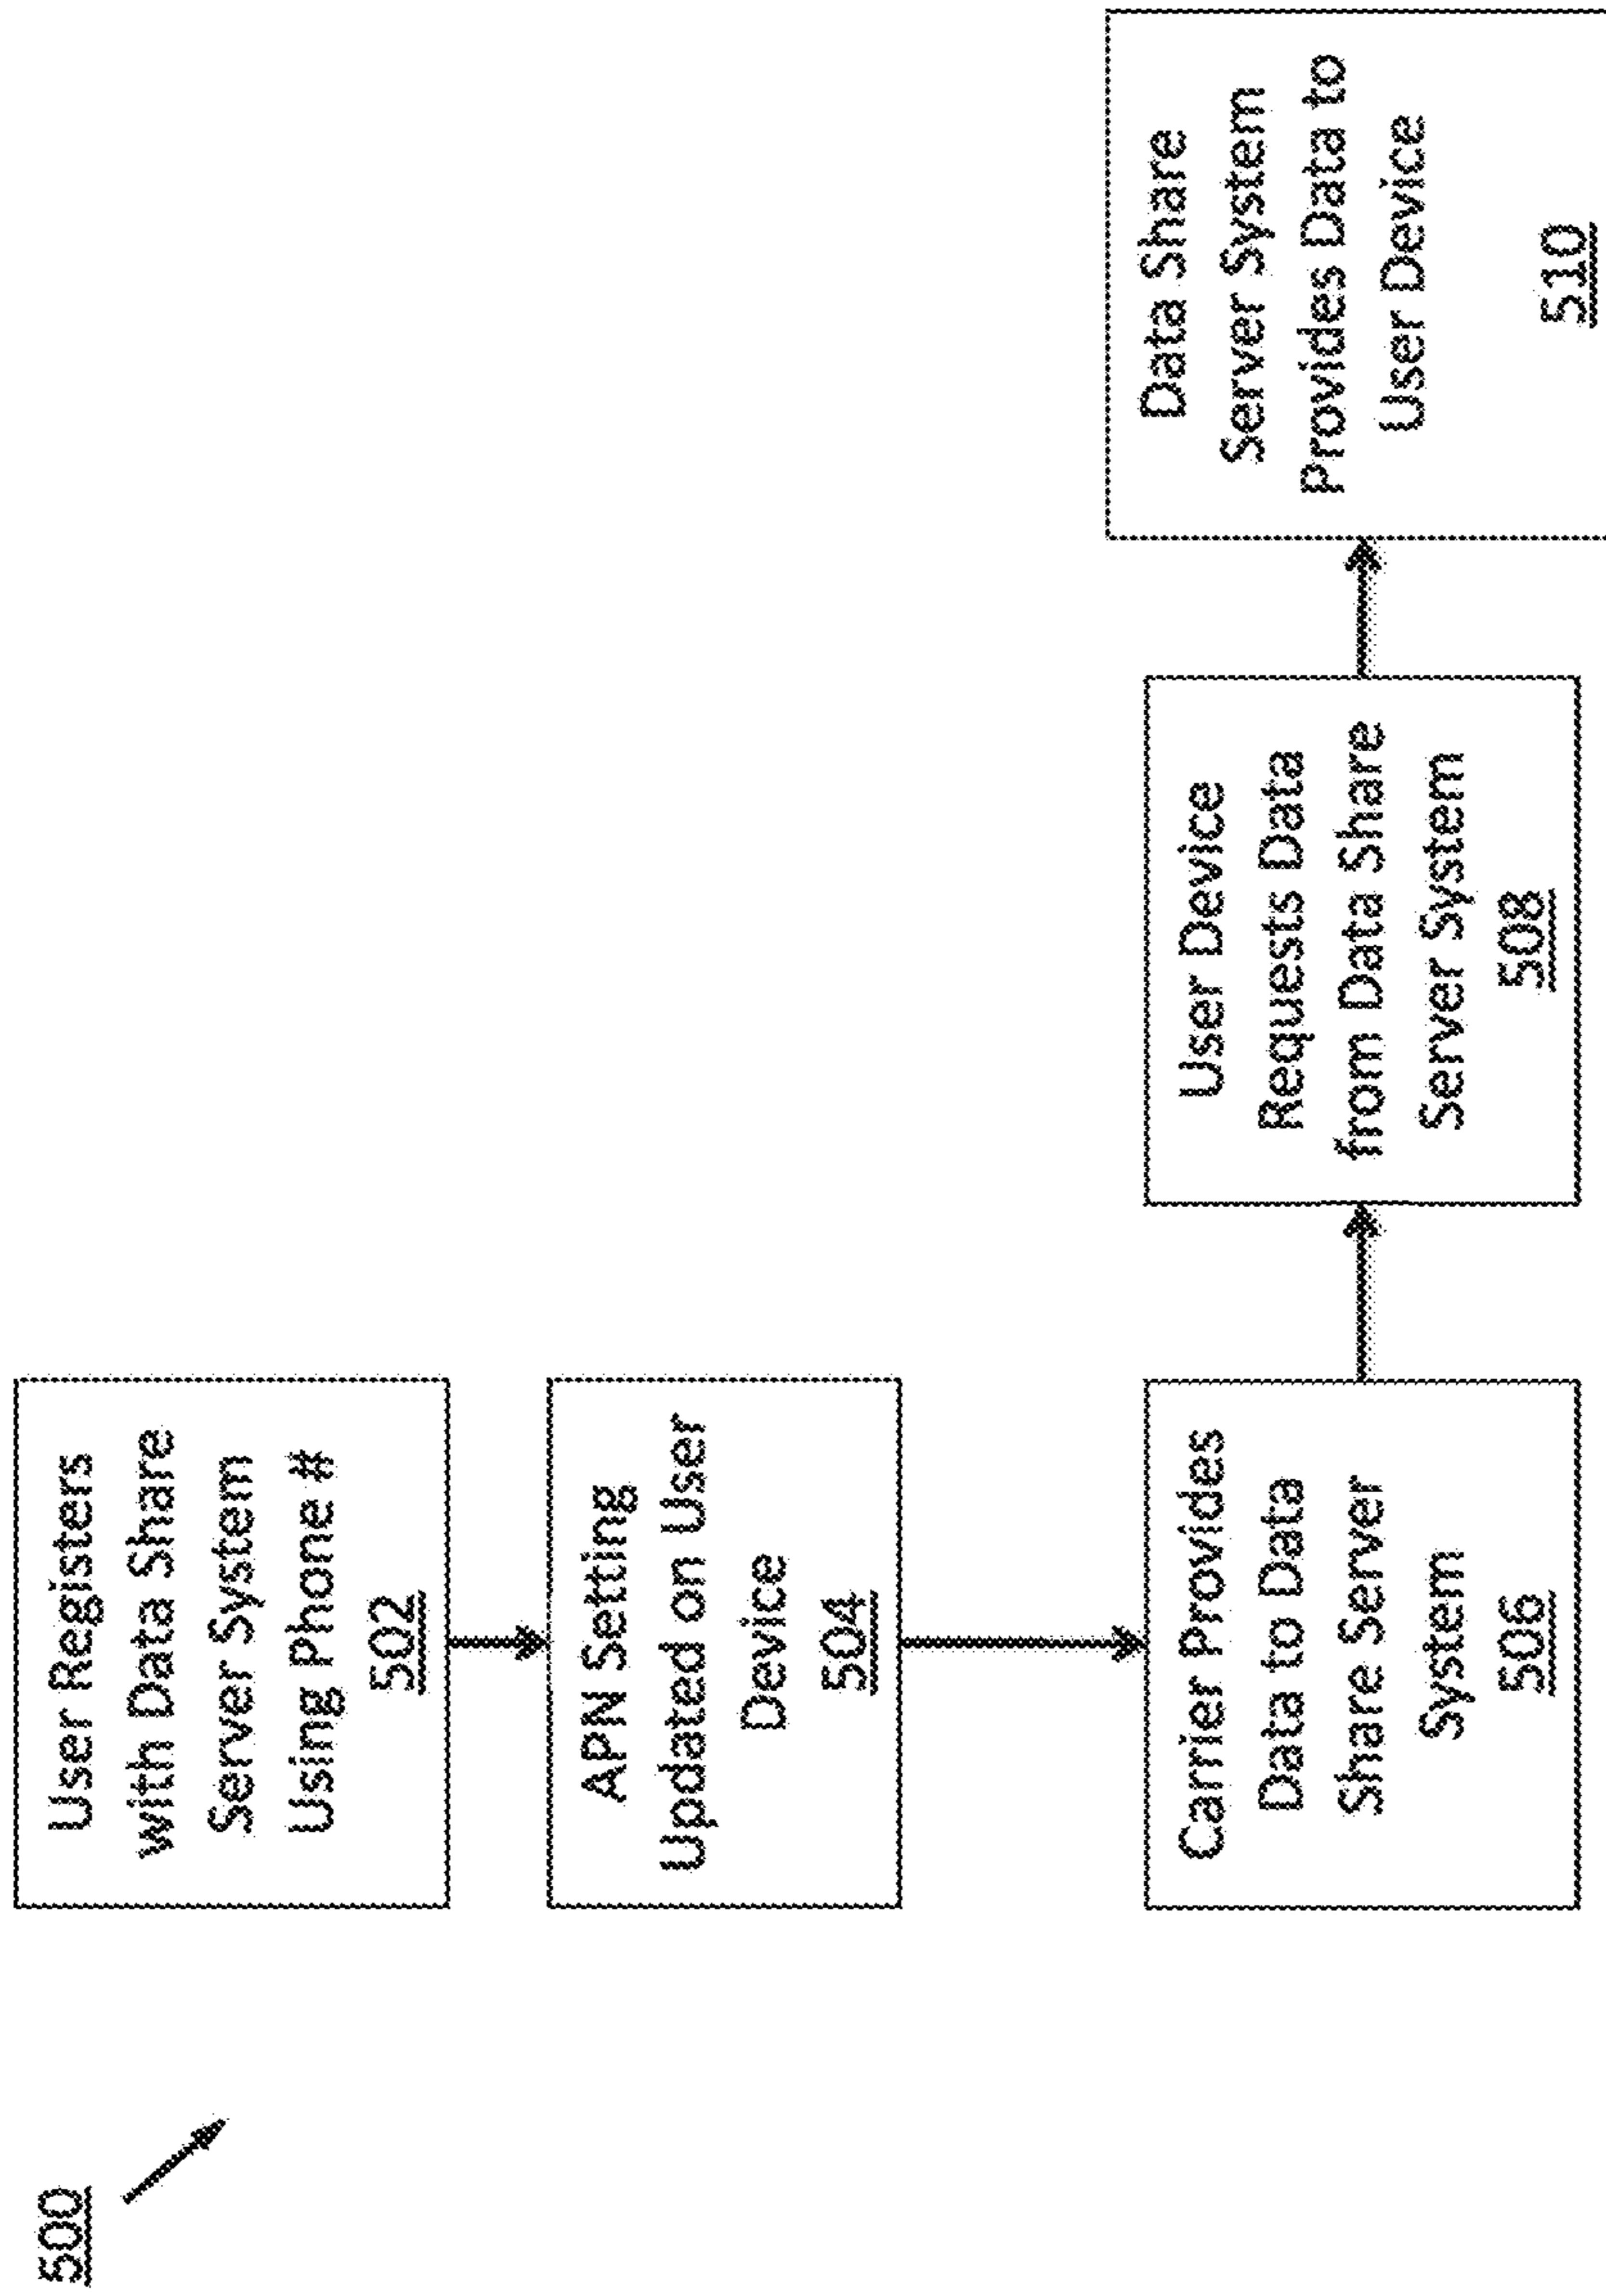 500
User Registers
with Data Share
Server System
Using Phone #
502
APN Setting
Updated on User
Device
504
Carrier Provides
Data to Data
Share Server
System
506
User Device
Requests Data
from Data Share
Server System
508
Data Share
Server System
Provides Data to
User Device
510